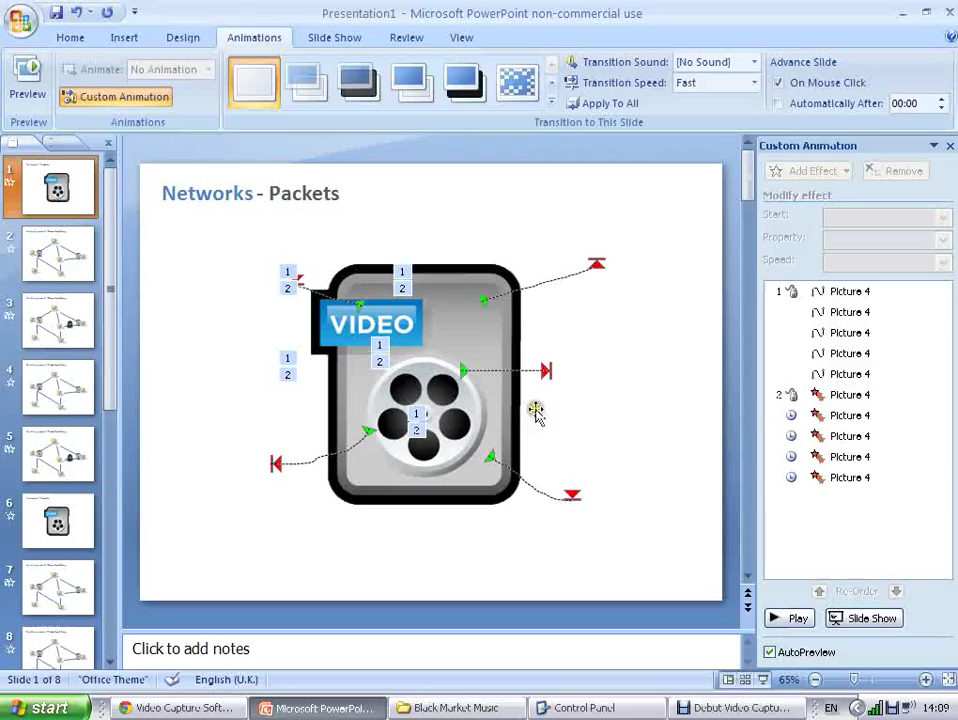 Presentation1 - Microsoft PowerPoint non-commercial use
Home Insert Design Animations Slide Show Review View
Preview
Animate: No Animation
Custom Animation
Transition Sound: [No Sound]
Transition Speed: Fast
Apply To All
Advance Slide
On Mouse Click
Automatically After: 00:00
Preview Animations Transition to This Slide
1
2
3
4
5
6
7
8
Networks - Packets
VIDEO
1
2
1
2
1
2
1
2
1
2
Click to add notes
Custom Animation
Add Effect Remove
Modify effect
Start:
Property:
Speed:
1 Picture 4
Picture 4
Picture 4
Picture 4
Picture 4
2 Picture 4
Picture 4
Picture 4
Picture 4
Picture 4
Re-Order
Play Slide Show
AutoPreview
Slide 1 of 8 "Office Theme" English (U.K.) 65%
start Video Capture Soft... Microsoft PowerPoi... Black Market Music Control Panel Debut Video Captu... EN 14:09